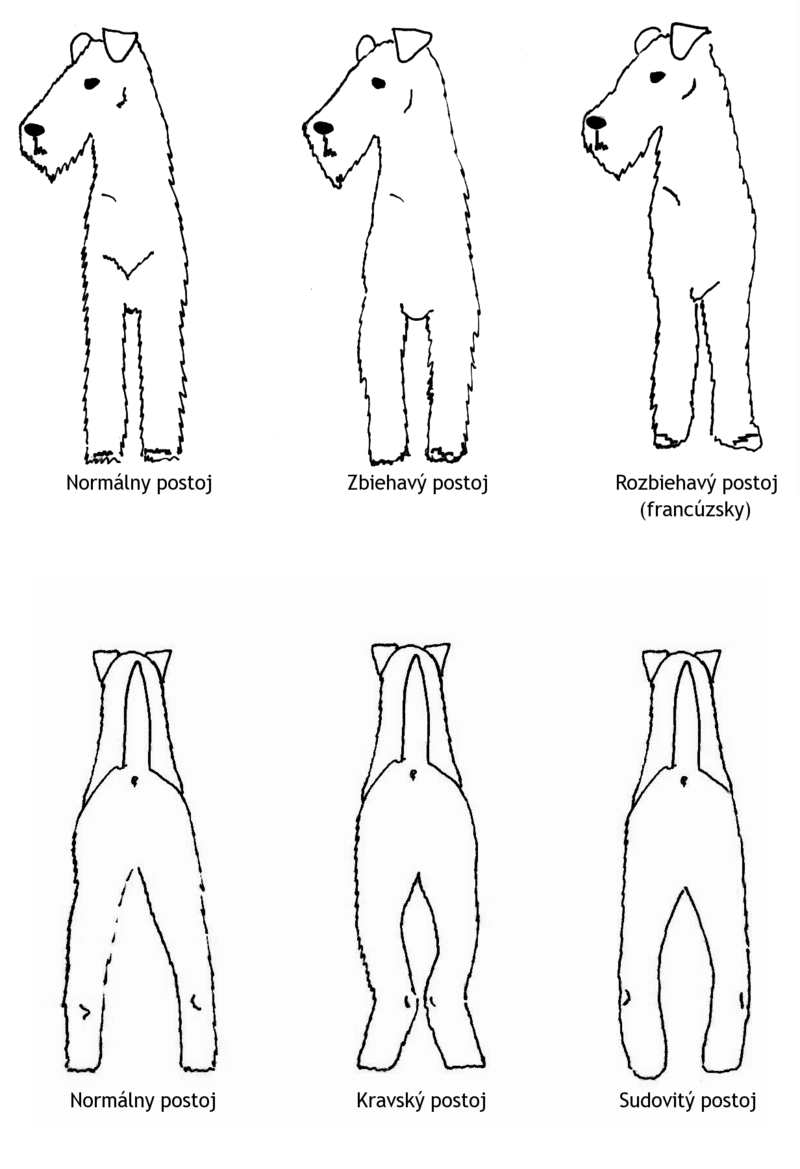 Normálny postoj
Zbiehavý postoj
Rozbiehavý postoj
(francúzsky)
Normálny postoj
Kravský postoj
Sudovitý postoj